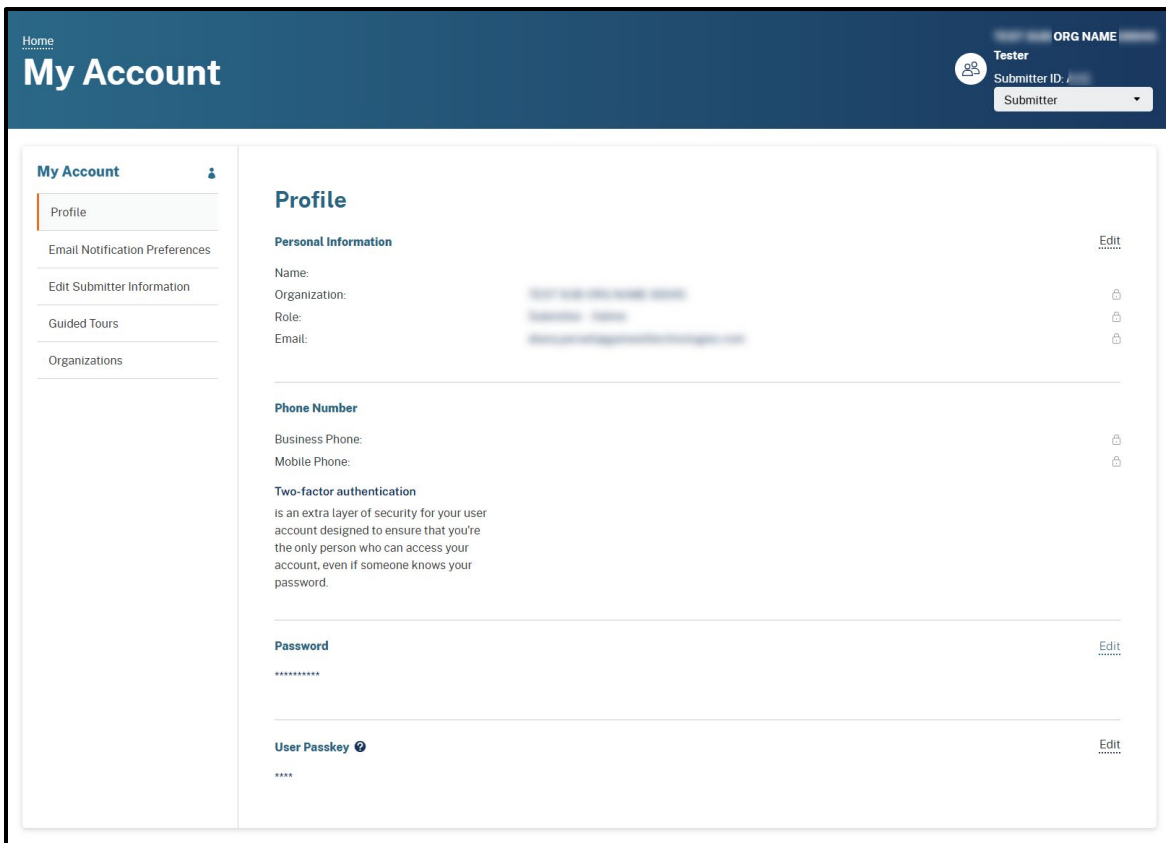 Home
My Account
ORG NAME
Tester
Submitter ID:
Submitter
My Account
Profile
Email Notification Preferences
Edit Submitter Information
Guided Tours
Organizations
Profile
Personal Information
Edit
Name:
Organization:
Role:
Email:
Phone Number
Business Phone:
Mobile Phone:
Two-factor authentication
is an extra layer of security for your user
account designed to ensure that you're
the only person who can access your
account, even if someone knows your
password.
Password
Edit
**********
User Passkey
Edit
****